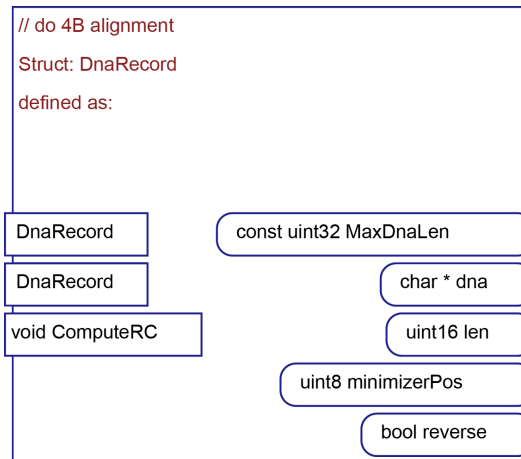 // do 4B alignment
Struct: DnaRecord
defined as:
DnaRecord
const uint32 MaxDnaLen
DnaRecord
char * dna
void ComputeRC
uint16 len
uint8 minimizerPos
bool reverse